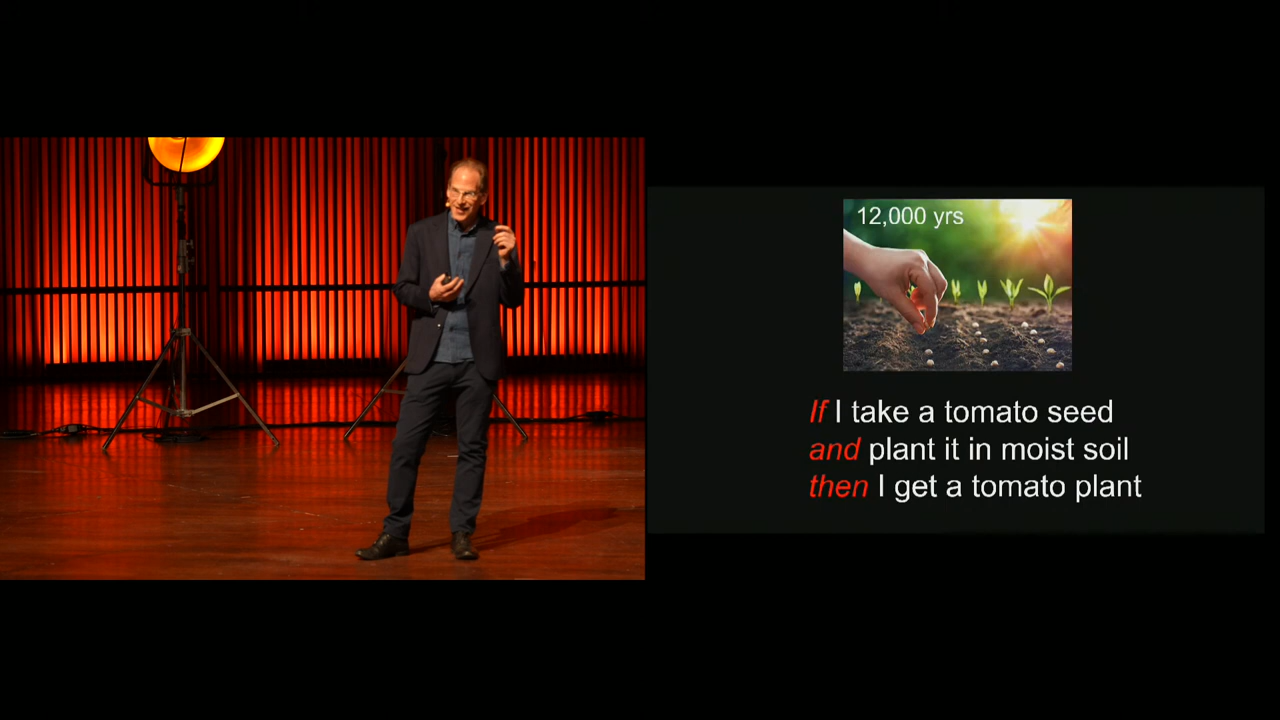 12,000 yrs
If I take a tomato seed
and plant it in moist soil
then I get a tomato plant